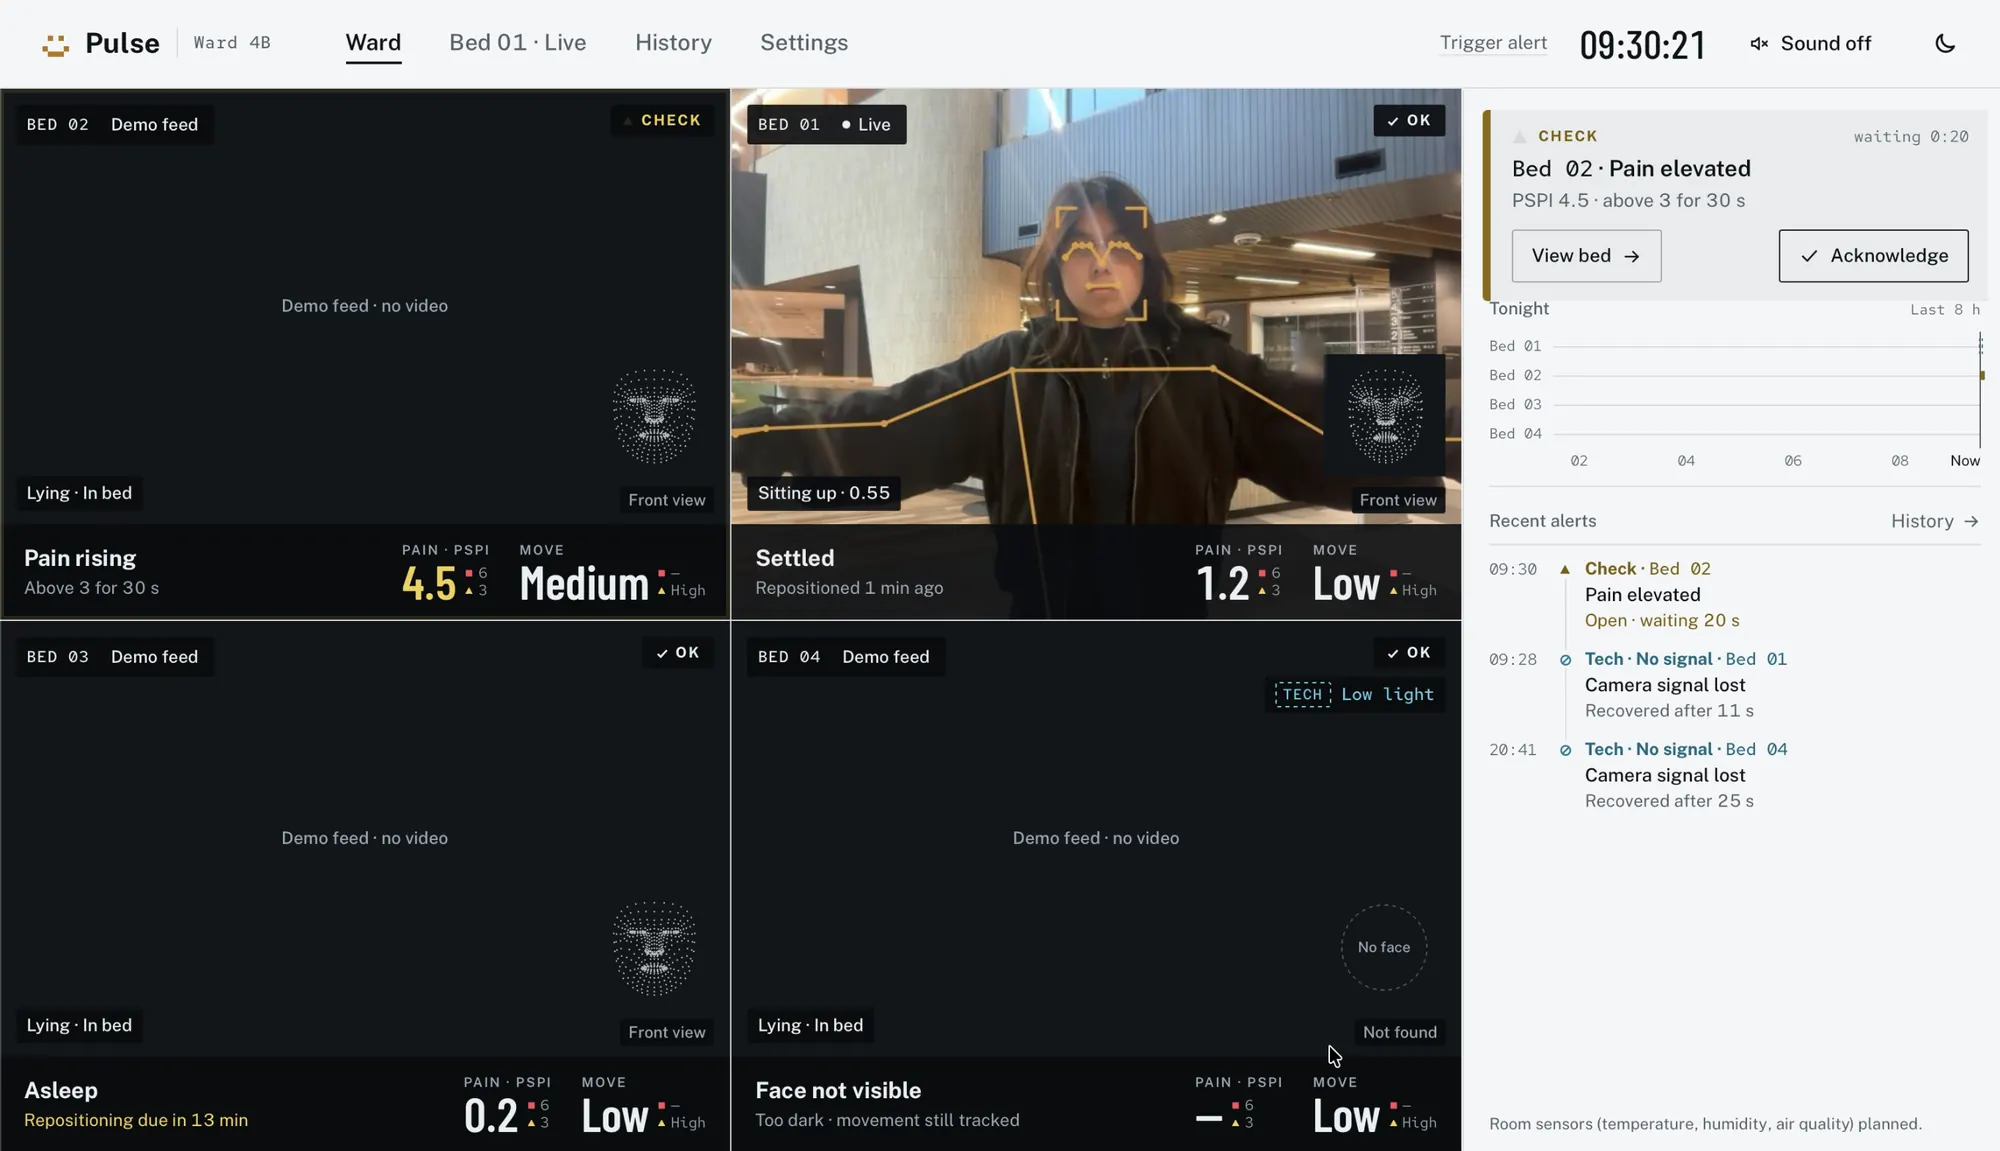 Pulse
Ward 4B
Ward
Bed 01 · Live
History
Settings
Trigger alert
09:30:21
Sound off
BED 02 Demo feed
CHECK
Demo feed · no video
Lying · In bed
Front view
Pain rising
Above 3 for 30 s
PAIN · PSPI
4.5
6
3
MOVE
Medium
–
High
BED 01 Live
OK
Sitting up · 0.55
Front view
Settled
Repositioned 1 min ago
PAIN · PSPI
1.2
6
3
MOVE
Low
–
High
BED 03 Demo feed
OK
Demo feed · no video
Lying · In bed
Front view
Asleep
Repositioning due in 13 min
PAIN · PSPI
0.2
6
3
MOVE
Low
–
High
BED 04 Demo feed
OK
TECH Low light
Demo feed · no video
No face
Lying · In bed
Not found
Face not visible
Too dark · movement still tracked
PAIN · PSPI
–
6
3
MOVE
Low
–
High
CHECK
waiting 0:20
Bed 02 · Pain elevated
PSPI 4.5 · above 3 for 30 s
View bed →
Acknowledge
Tonight
Last 8 h
Bed 01
Bed 02
Bed 03
Bed 04
02 04 06 08 Now
Recent alerts
History →
09:30 Check · Bed 02
Pain elevated
Open · waiting 20 s
09:28 Tech · No signal · Bed 01
Camera signal lost
Recovered after 11 s
20:41 Tech · No signal · Bed 04
Camera signal lost
Recovered after 25 s
Room sensors (temperature, humidity, air quality) planned.